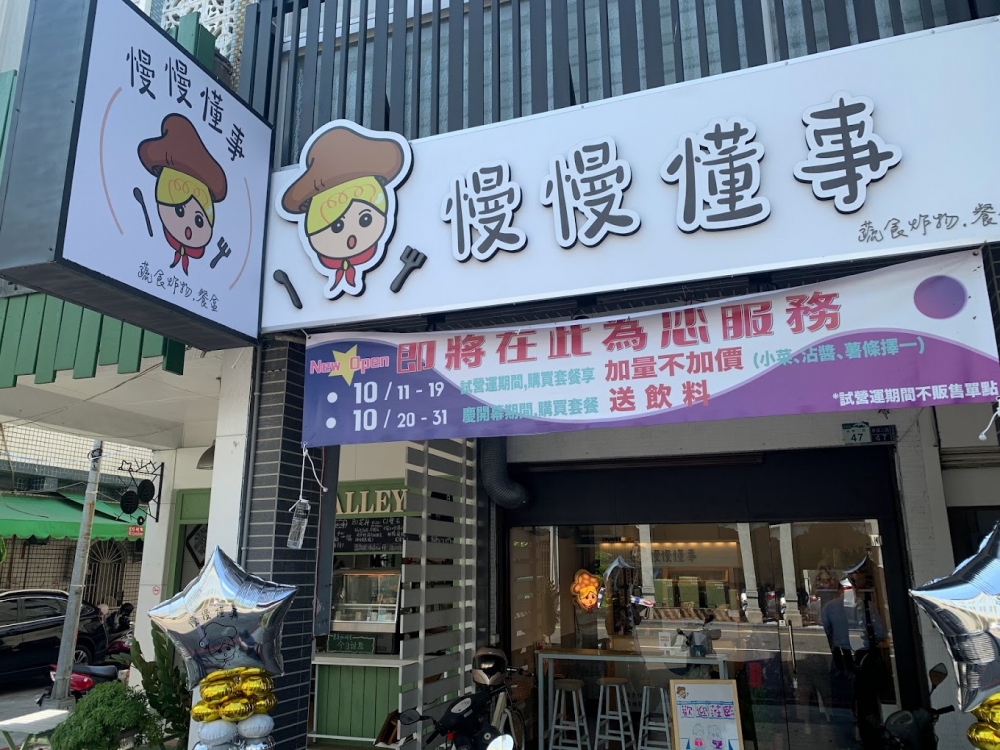 慢慢懂事
蔬食炸物.餐盒
慢慢懂事
蔬食炸物.餐
New Open
即將在此為您服務
10 / 11 - 19
試營運期間,購買套餐享 加量不加價 (小菜、沾醬、薯條擇一)
10 / 20 - 31
慶開幕期間,購買套餐 送飲料
*試營運期間不販售單點
47
ALLEY
慢慢懂事